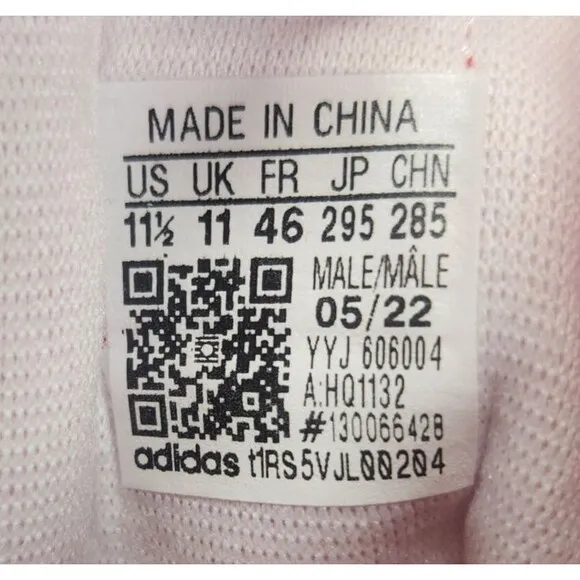 MADE IN CHINA
US UK FR JP CHN
11½ 11 46 295 285
MALE/MÂLE
05/22
YYJ 606004
A:HQ1132
#130066428
adidas t1RS5VJL00204